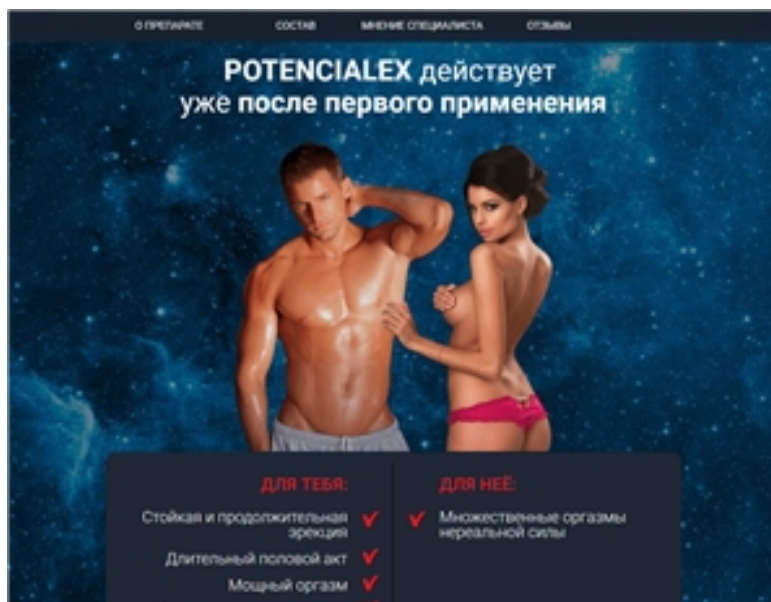 О ПРЕПАРАТЕ СОСТАВ МНЕНИЕ СПЕЦИАЛИСТА ОТЗЫВЫ
POTENCIALEX действует
уже после первого применения
ДЛЯ ТЕБЯ:
Стойкая и продолжительная
эрекция
Длительный половой акт
Мощный оргазм
ДЛЯ НЕЁ:
Множественные оргазмы
нереальной силы